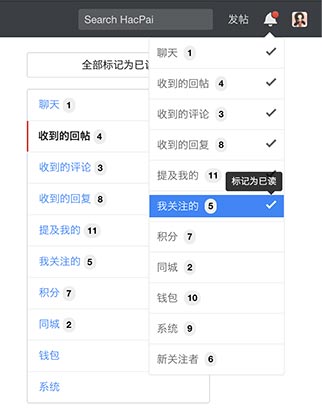 Search HacPai 发帖
全部标记为已读
聊天 1
收到的回帖 4
收到的评论 3
收到的回复 8
提及我的 11
我关注的 5
积分 7
同城 2
钱包
系统
聊天 1
收到的回帖 4
收到的评论 3
收到的回复 8
提及我的 11
标记为已读
我关注的 5
积分 7
同城 2
钱包 10
系统 9
新关注者 6